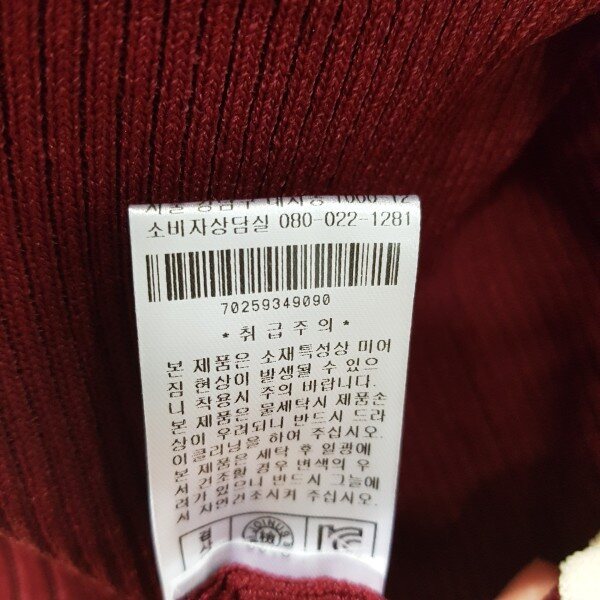 소비자상담실 080-022-1281
70259349090
* 취 급 주 의 *
본 제품은 소재특성상 미어
짐 현상이 발생될 수 있으
니 착용시 주의 바랍니다.
본 제품은 물세탁시 제품손
상이 우려되니 반드시 드라
이클리닝을 하여 주십시오.
본 제품은 세탁 후 일광에
서 건조할 경우 변색의 우
려가 있으니 반드시 그늘에
서 자연건소시켜 주십시오.
JOINUS
검